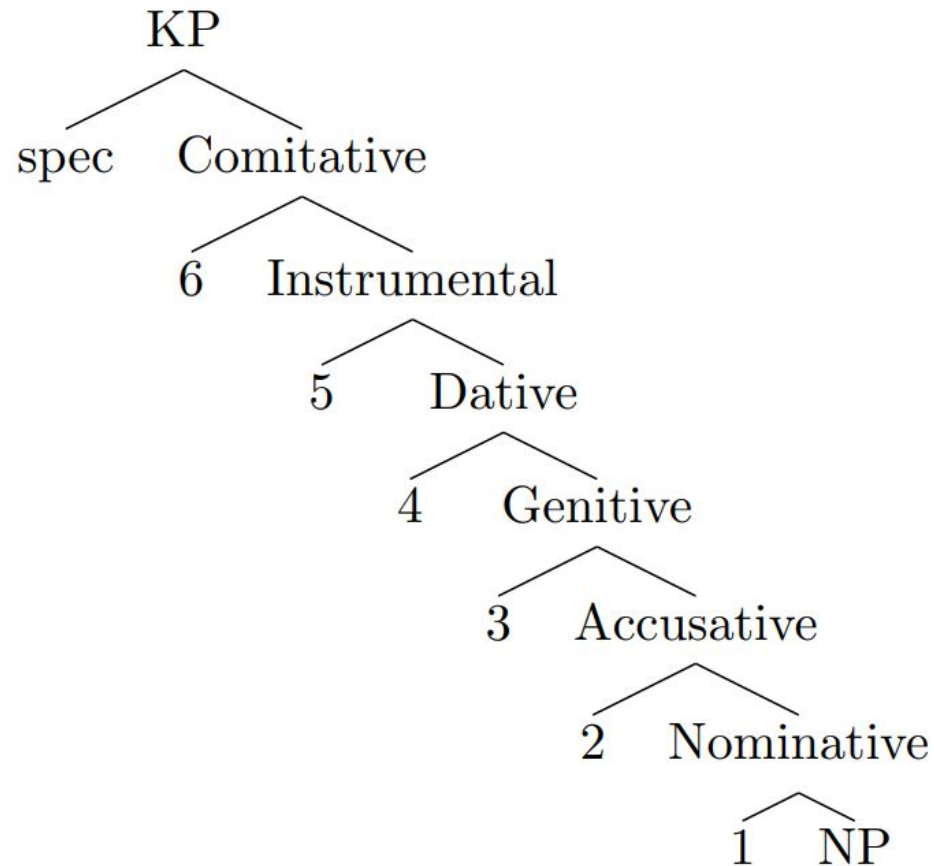 KP
spec Comitative
6 Instrumental
5 Dative
4 Genitive
3 Accusative
2 Nominative
1 NP